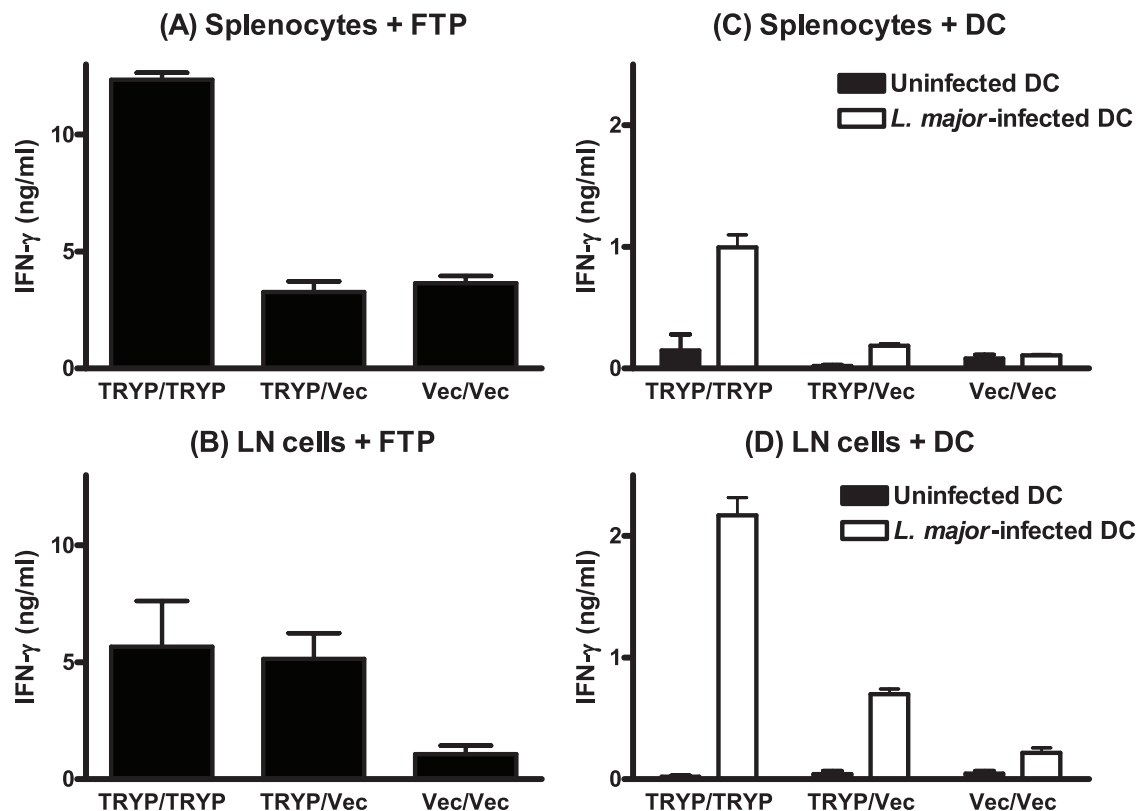 (A) Splenocytes + FTP
IFN-γ (ng/ml)
10
5
0
TRYP/TRYP TRYP/Vec Vec/Vec
(C) Splenocytes + DC
Uninfected DC
L. major-infected DC
IFN-γ (ng/ml)
2
1
0
TRYP/TRYP TRYP/Vec Vec/Vec
(B) LN cells + FTP
IFN-γ (ng/ml)
10
5
0
TRYP/TRYP TRYP/Vec Vec/Vec
(D) LN cells + DC
Uninfected DC
L. major-infected DC
IFN-γ (ng/ml)
2
1
0
TRYP/TRYP TRYP/Vec Vec/Vec